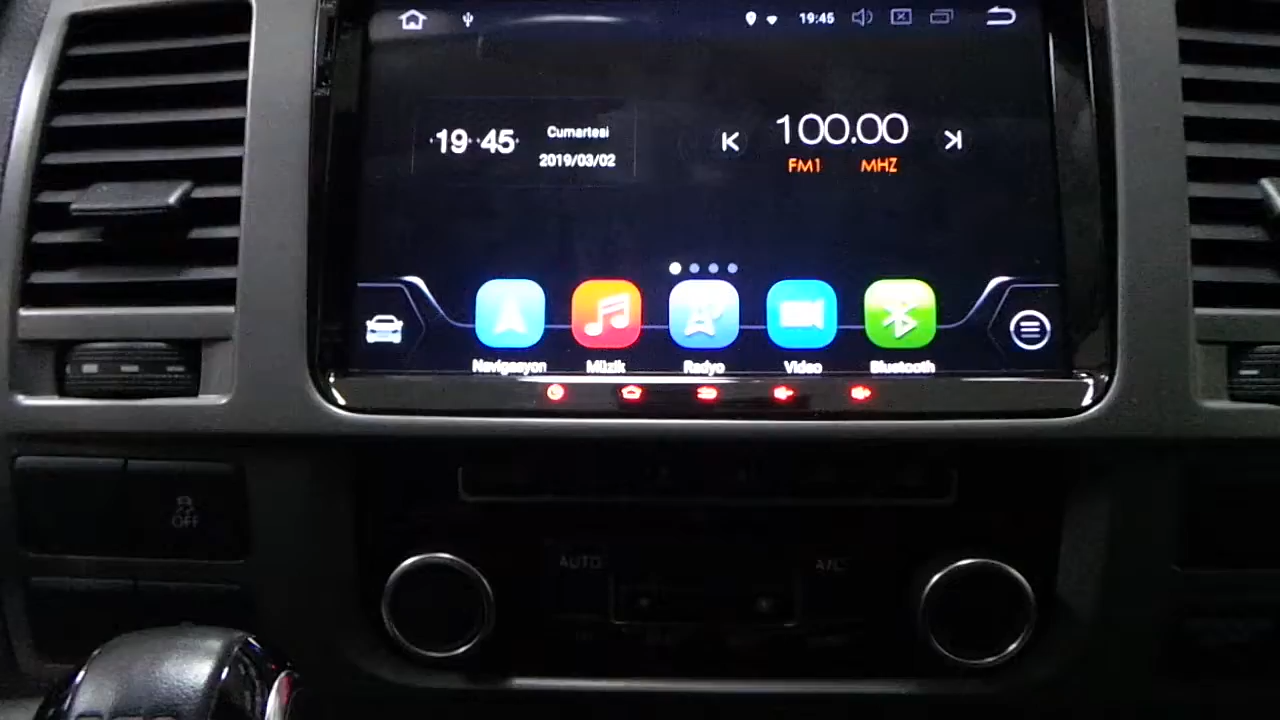 19:45
19:45
Cumartesi
2019/03/02
100.00
FM1 MHZ
Navigasyon Müzik Radyo Video Bluetooth
OFF
AUTO
A/C